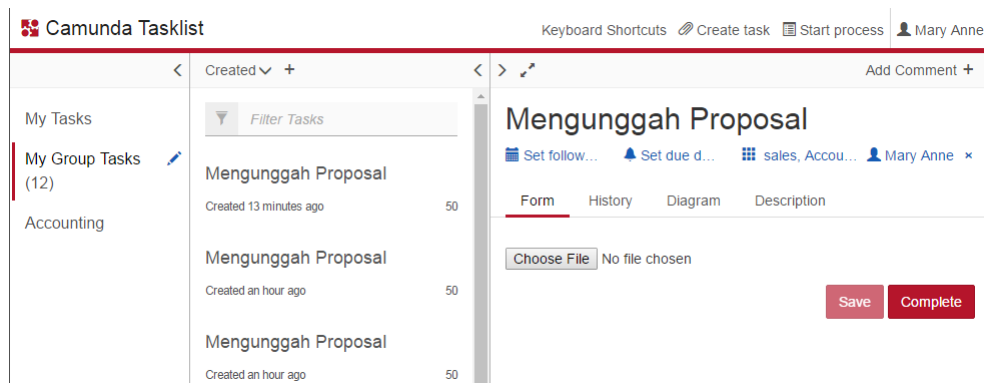 Camunda Tasklist
Keyboard Shortcuts Create task Start process Mary Anne
Created +
Add Comment +
My Tasks
My Group Tasks
(12)
Accounting
Filter Tasks
Mengunggah Proposal
Created 13 minutes ago 50
Mengunggah Proposal
Created an hour ago 50
Mengunggah Proposal
Created an hour ago 50
Mengunggah Proposal
Set follow... Set due d... sales, Accou... Mary Anne ×
Form History Diagram Description
Choose File No file chosen
Save Complete